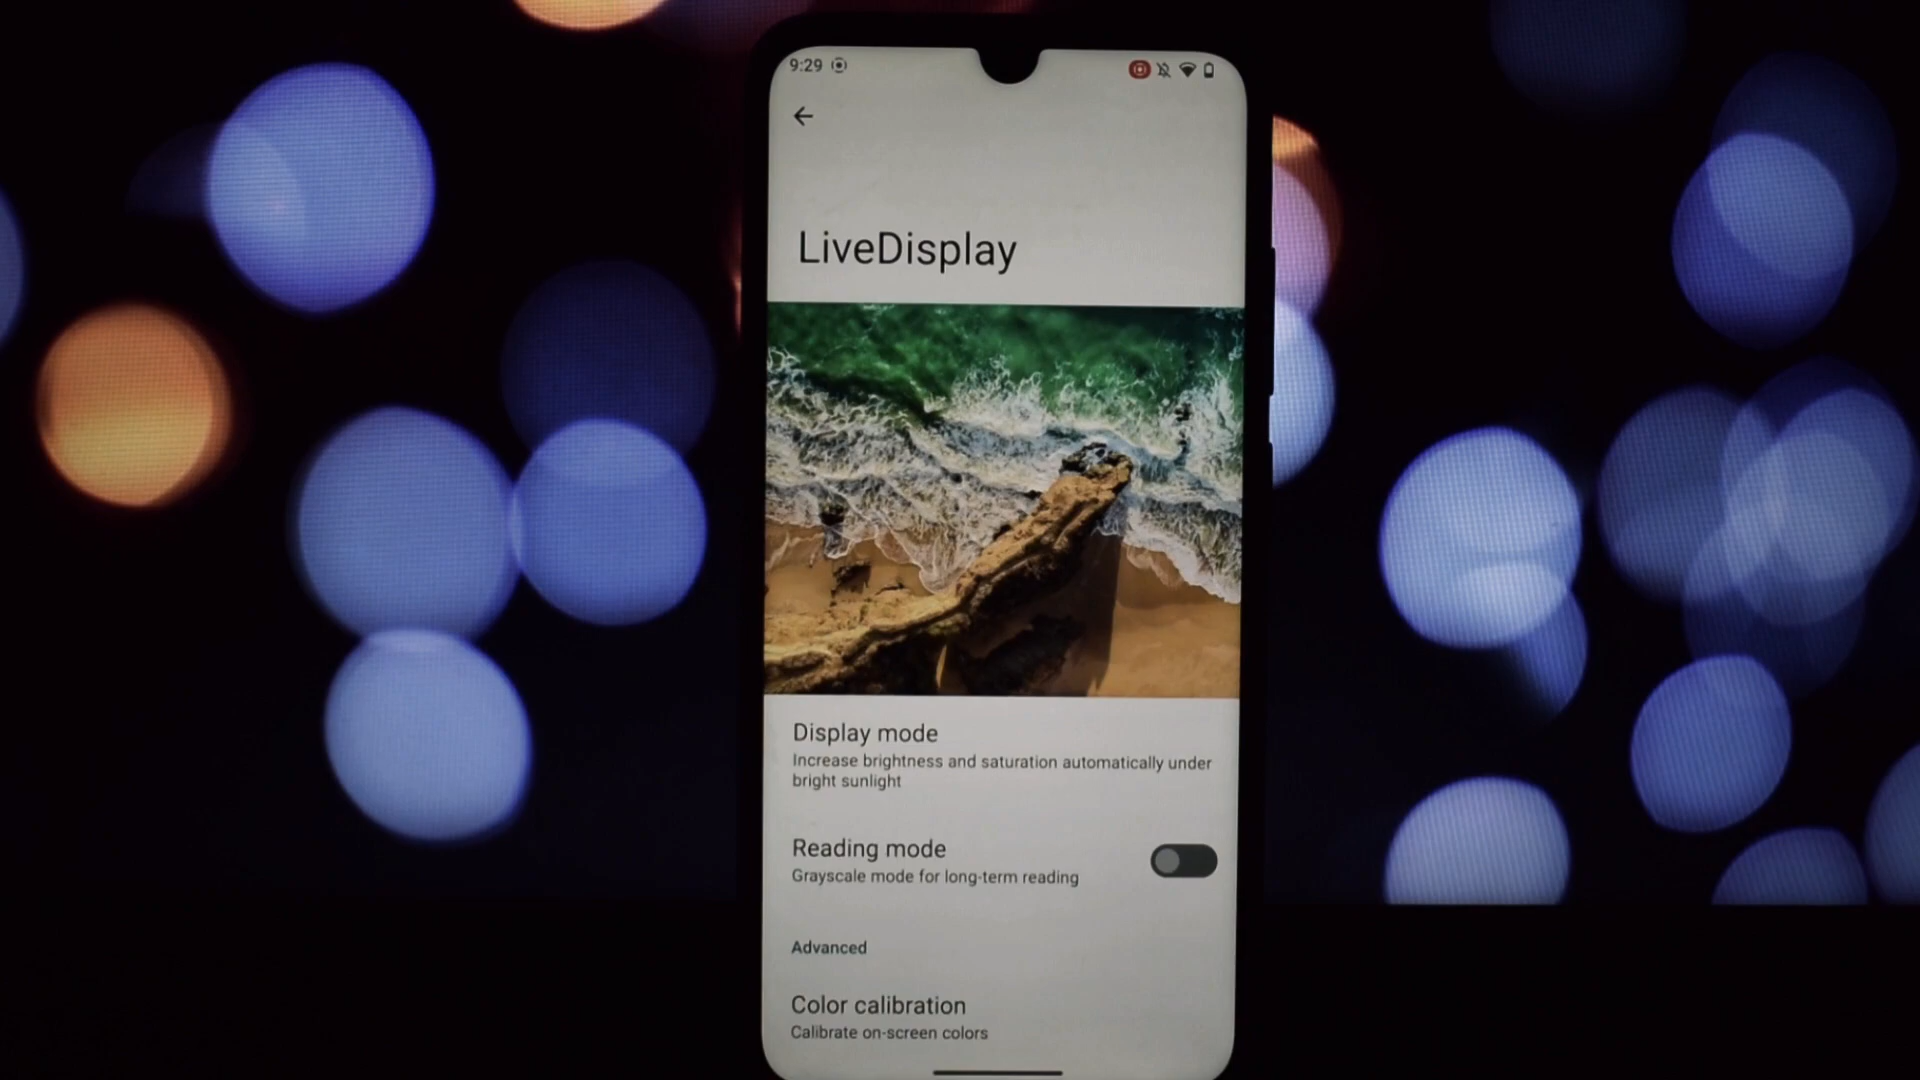 9:29
LiveDisplay
Display mode
Increase brightness and saturation automatically under
bright sunlight
Reading mode
Grayscale mode for long-term reading
Advanced
Color calibration
Calibrate on-screen colors